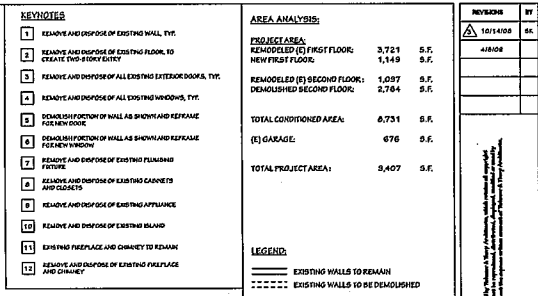 KEYNOTES
1 REMOVE AND DISPOSE OF EXISTING WALL, TYP.
2 REMOVE AND DISPOSE OF EXISTING FLOOR, TO
CREATE TWO-STORY ENTRY
3 REMOVE AND DISPOSE OF ALL EXISTING EXTERIOR DOORS, TYP.
4 REMOVE AND DISPOSE OF ALL EXISTING WINDOWS, TYP.
5 DEMOLISH PORTION OF WALL AS SHOWN AND REFRAME
FOR NEW DOOR
6 DEMOLISH PORTION OF WALL AS SHOWN AND REFRAME
FOR NEW WINDOW
7 REMOVE AND DISPOSE OF EXISTING PLUMBING
FIXTURE
8 REMOVE AND DISPOSE OF EXISTING CABINETS
AND CLOSETS
9 REMOVE AND DISPOSE OF EXISTING APPLIANCE
10 REMOVE AND DISPOSE OF EXISTING ISLAND
11 EXISTING FIREPLACE AND CHIMNEY TO REMAIN
12 REMOVE AND DISPOSE OF EXISTING FIREPLACE
AND CHIMNEY
AREA ANALYSIS:
PROJECT AREA:
REMODELED (E) FIRST FLOOR: 3,721 S.F.
NEW FIRST FLOOR: 1,149 S.F.
REMODELED (E) SECOND FLOOR: 1,097 S.F.
DEMOLISHED SECOND FLOOR: 2,764 S.F.
TOTAL CONDITIONED AREA: 8,731 S.F.
(E) GARAGE: 676 S.F.
TOTAL PROJECT AREA: 9,407 S.F.
LEGEND:
EXISTING WALLS TO REMAIN
EXISTING WALLS TO BE DEMOLISHED
REVISIONS BY
3 10/14/08 SK
4/8/08